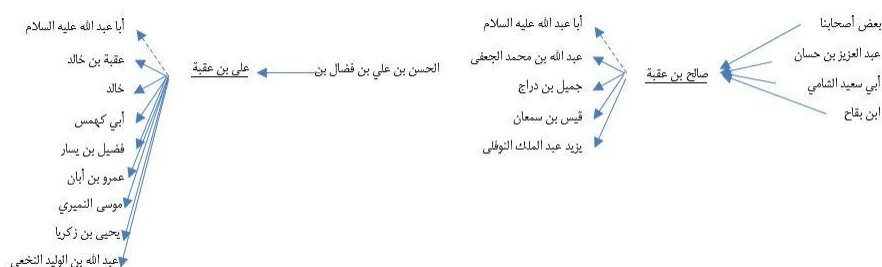 بعض أصحابنا
عبد العزيز بن حسان
أبي سعيد الشامي
ابن بقاح
صالح بن عقبة
أبا عبد الله عليه السلام
عبد الله بن محمد الجعفى
جميل بن دراج
قيس بن سمعان
يزيد عبد الملك النوفلى
الحسن بن علي بن فضال بن
على بن عقبة
أبا عبد الله عليه السلام
عقبة بن خالد
خالد
أبي كهمس
فضيل بن يسار
عمرو بن أبان
موسى النميري
يحيى بن زكريا
عبد الله بن الوليد النخعى